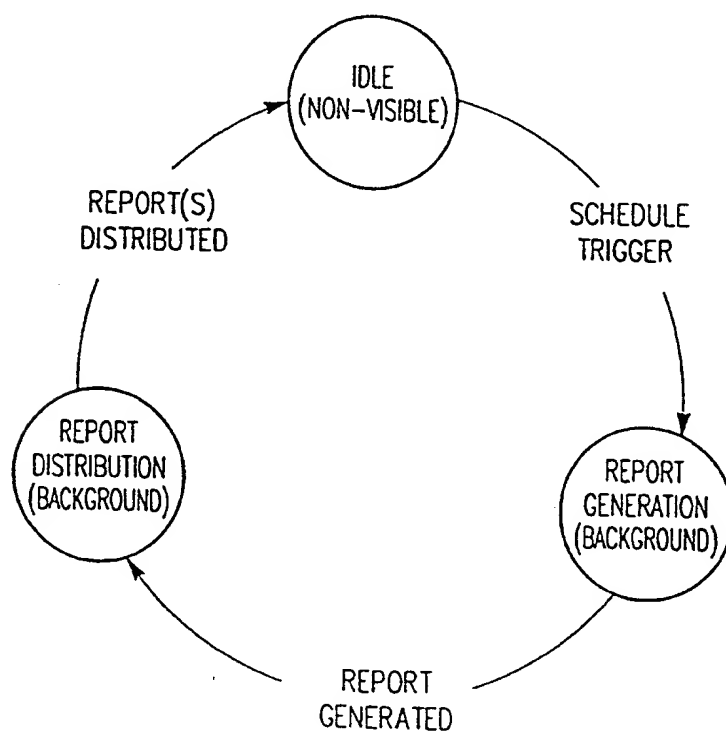 IDLE
(NON-VISIBLE)
REPORT(S)
DISTRIBUTED
SCHEDULE
TRIGGER
REPORT
DISTRIBUTION
(BACKGROUND)
REPORT
GENERATION
(BACKGROUND)
REPORT
GENERATED